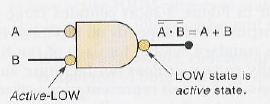 A̿ ·̅ B̿ = A + B
A
B
LOW state is
active state.
Active-LOW